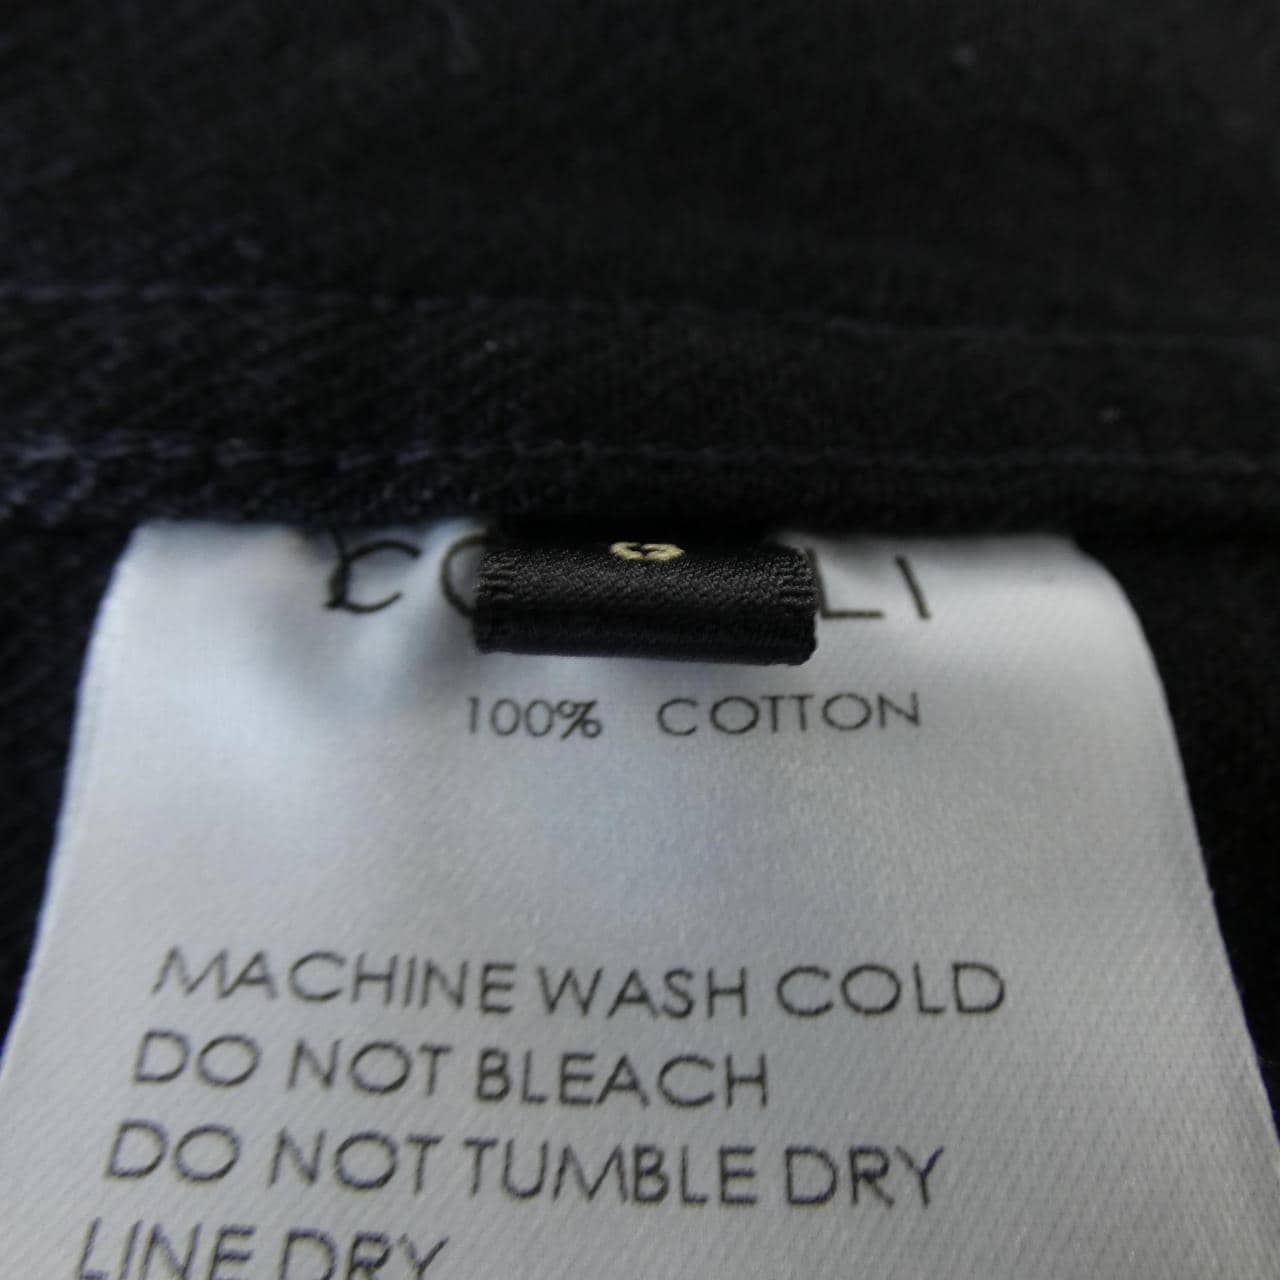 100% COTTON
MACHINE WASH COLD
DO NOT BLEACH
DO NOT TUMBLE DRY
LINE DRY